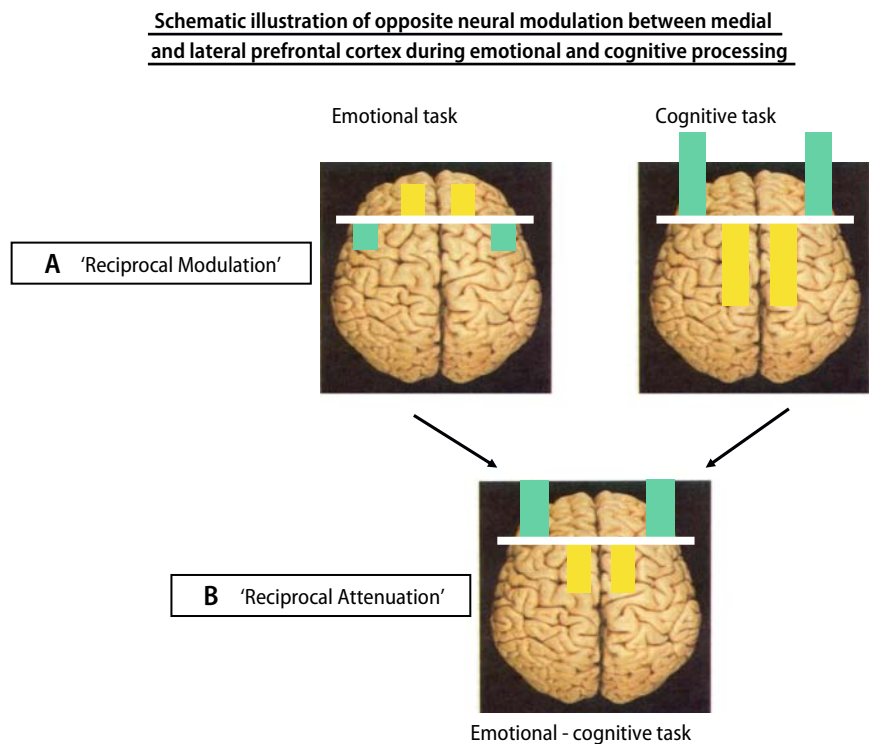 Schematic illustration of opposite neural modulation between medial
and lateral prefrontal cortex during emotional and cognitive processing
Emotional task
Cognitive task
A 'Reciprocal Modulation'
B 'Reciprocal Attenuation'
Emotional - cognitive task